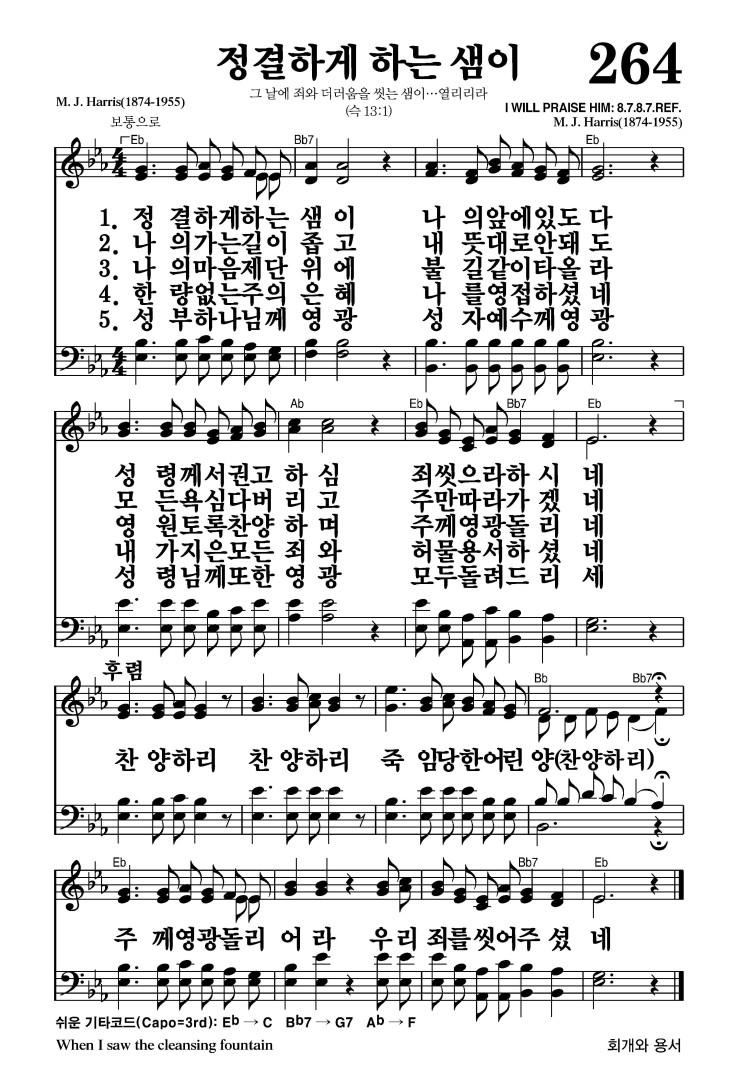 정결하게 하는 샘이 264
그 날에 죄와 더러움을 씻는 샘이…열리리라
(슥 13:1)
M. J. Harris(1874-1955)
I WILL PRAISE HIM: 8.7.8.7.REF.
M. J. Harris(1874-1955)
보통으로
Eb Bb7 Eb
4 4
1. 정 결하게하는 샘 이 나 의앞에있도 다
2. 나 의가는길이 좁 고 내 뜻대로안돼 도
3. 나 의마음제단 위 에 불 길같이타올 라
4. 한 량없는주의 은 혜 나 를영접하셨 네
5. 성 부하나님께 영 광 성 자예수께영 광
4 4
Ab Eb Bb7 Eb
성 령께서권고 하 심 죄씻으라하 시 네
모 든욕심다버 리 고 주만따라가 겠 네
영 원토록찬양 하 며 주께영광돌 리 네
내 가지은모든 죄 와 허물용서하 셨 네
성 령님께또한 영 광 모두돌려드 리 세
후렴
Bb Bb7
찬 양하리 찬 양하리 죽 임당한어린 양(찬양하리)
Eb Bb7 Eb
주 께영광돌리 어 라 우리 죄를씻어주 셨 네
쉬운 기타코드(Capo=3rd): Eb → C Bb7 → G7 Ab → F
When I saw the cleansing fountain 회개와 용서